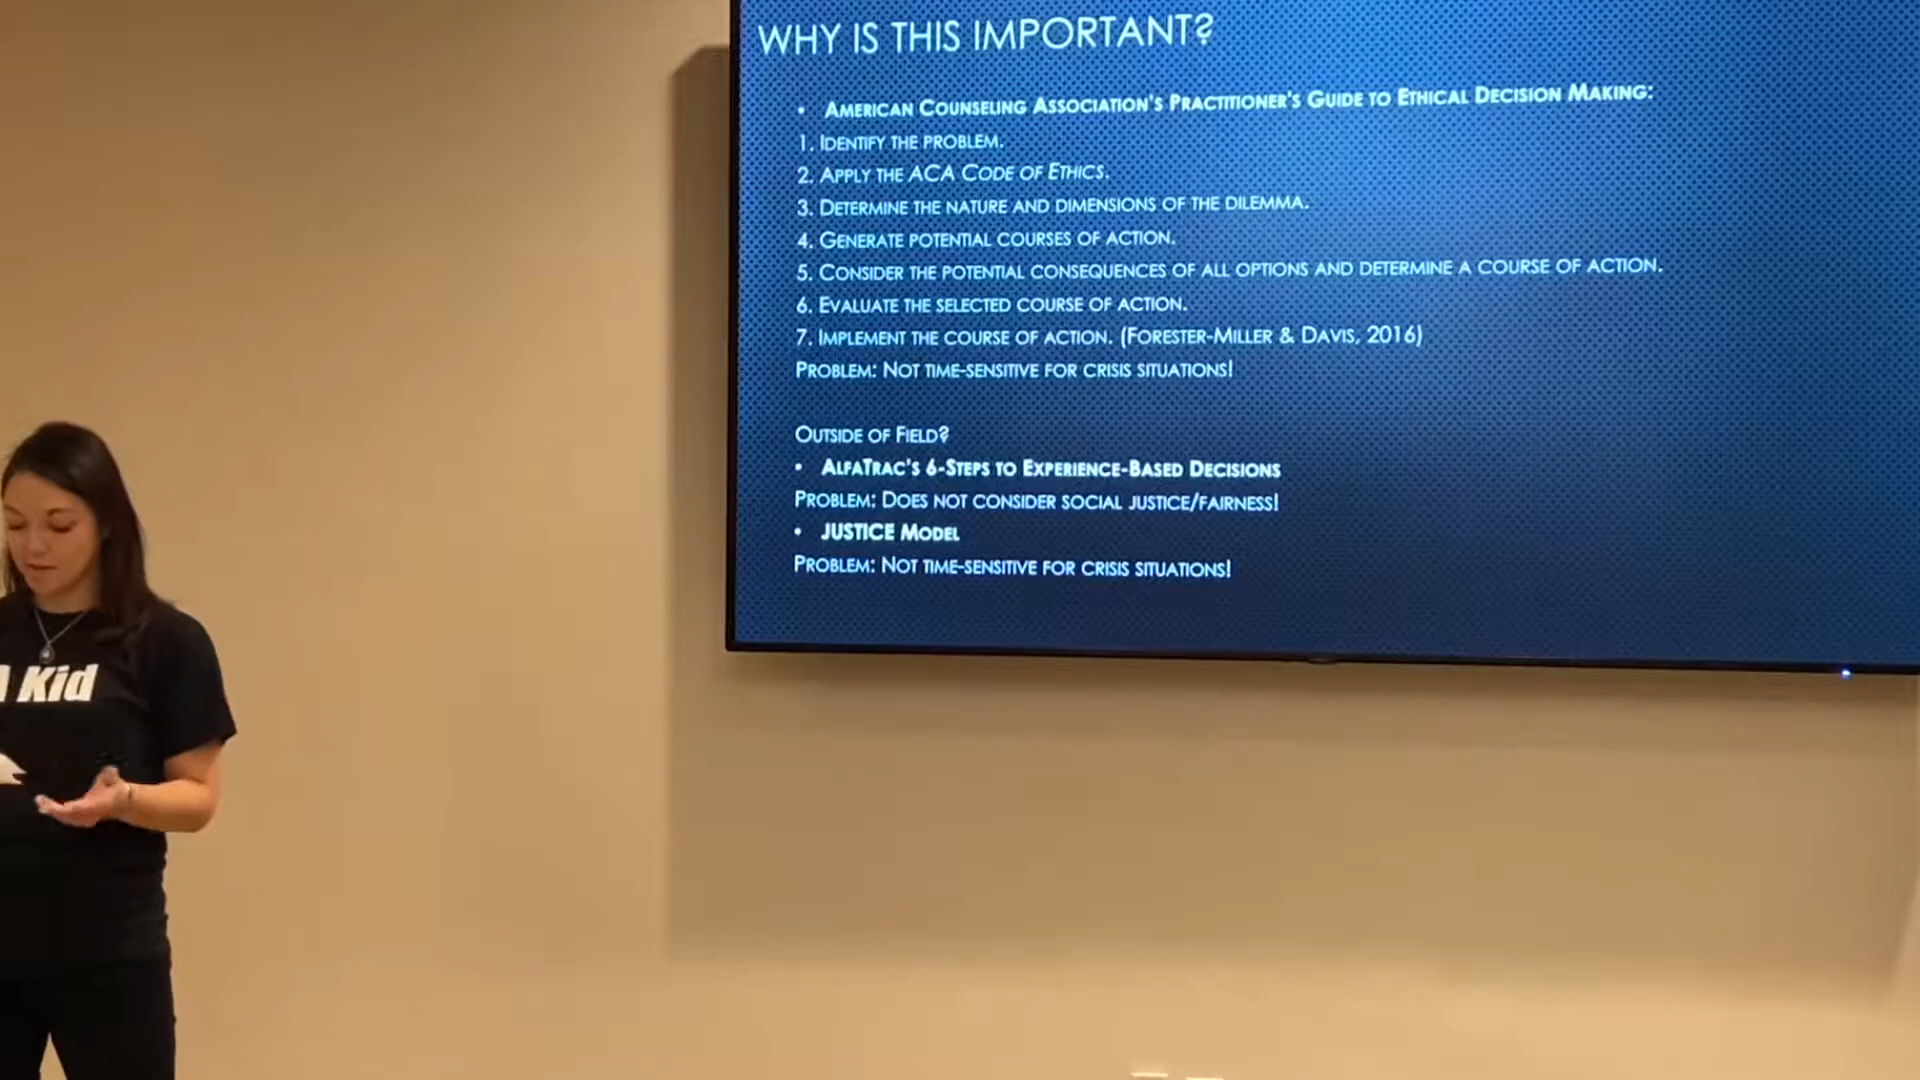 WHY IS THIS IMPORTANT?
• AMERICAN COUNSELING ASSOCIATION'S PRACTITIONER'S GUIDE TO ETHICAL DECISION MAKING:
1. IDENTIFY THE PROBLEM.
2. APPLY THE ACA CODE OF ETHICS.
3. DETERMINE THE NATURE AND DIMENSIONS OF THE DILEMMA.
4. GENERATE POTENTIAL COURSES OF ACTION.
5. CONSIDER THE POTENTIAL CONSEQUENCES OF ALL OPTIONS AND DETERMINE A COURSE OF ACTION.
6. EVALUATE THE SELECTED COURSE OF ACTION.
7. IMPLEMENT THE COURSE OF ACTION. (FORESTER-MILLER & DAVIS, 2016)
PROBLEM: NOT TIME-SENSITIVE FOR CRISIS SITUATIONS!
OUTSIDE OF FIELD?
• ALFATRAC'S 6-STEPS TO EXPERIENCE-BASED DECISIONS
PROBLEM: DOES NOT CONSIDER SOCIAL JUSTICE/FAIRNESS!
• JUSTICE MODEL
PROBLEM: NOT TIME-SENSITIVE FOR CRISIS SITUATIONS!
Kid